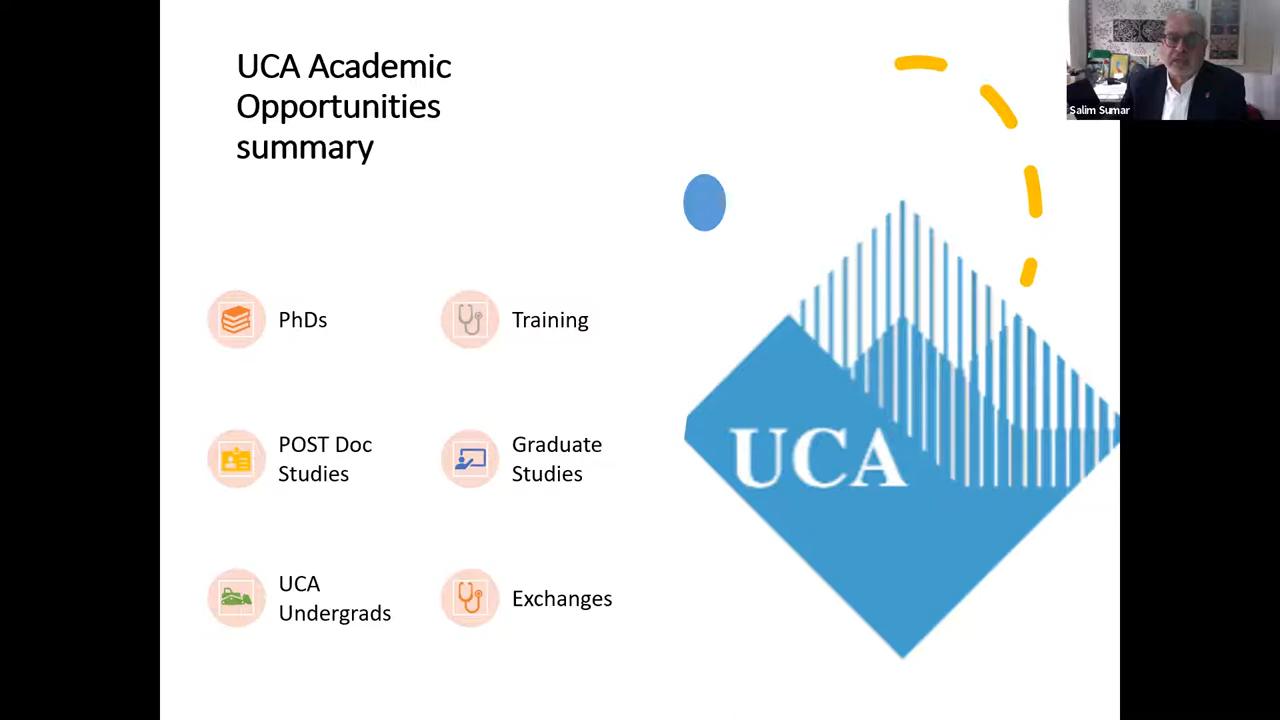 UCA Academic
Opportunities
summary
Salim Sumar
PhDs
Training
POST Doc
Studies
Graduate
Studies
UCA
Undergrads
Exchanges
UCA